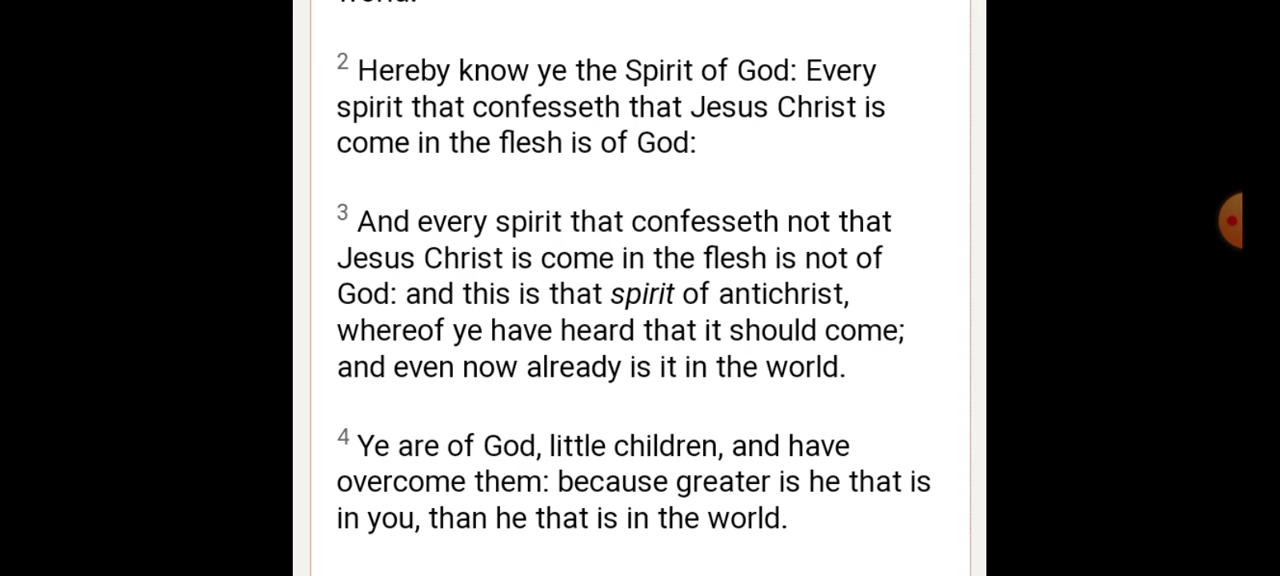 world.
2 Hereby know ye the Spirit of God: Every
spirit that confesseth that Jesus Christ is
come in the flesh is of God:
3 And every spirit that confesseth not that
Jesus Christ is come in the flesh is not of
God: and this is that spirit of antichrist,
whereof ye have heard that it should come;
and even now already is it in the world.
4 Ye are of God, little children, and have
overcome them: because greater is he that is
in you, than he that is in the world.